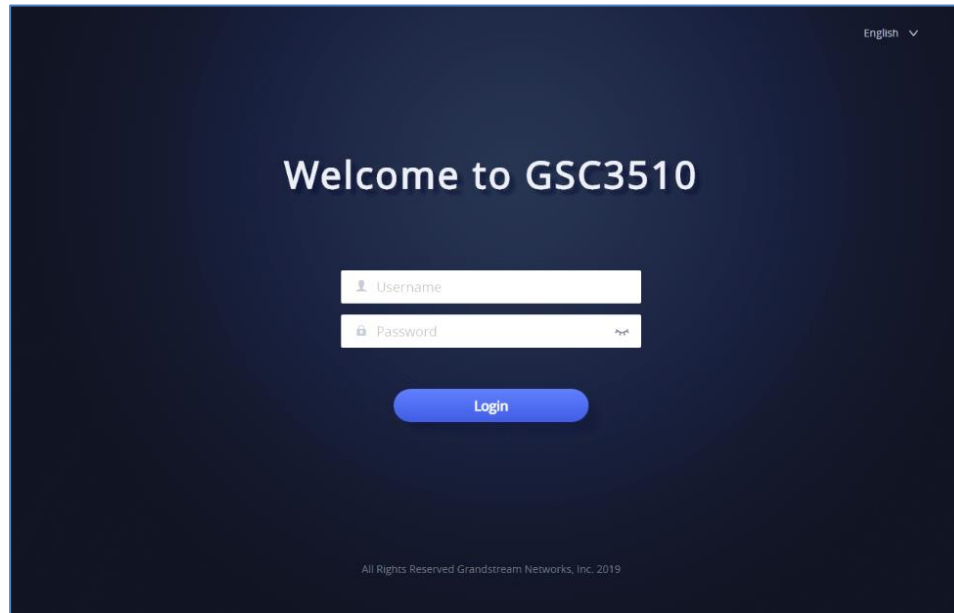 English
Welcome to GSC3510
Username
Password
Login
All Rights Reserved Grandstream Networks, Inc. 2019